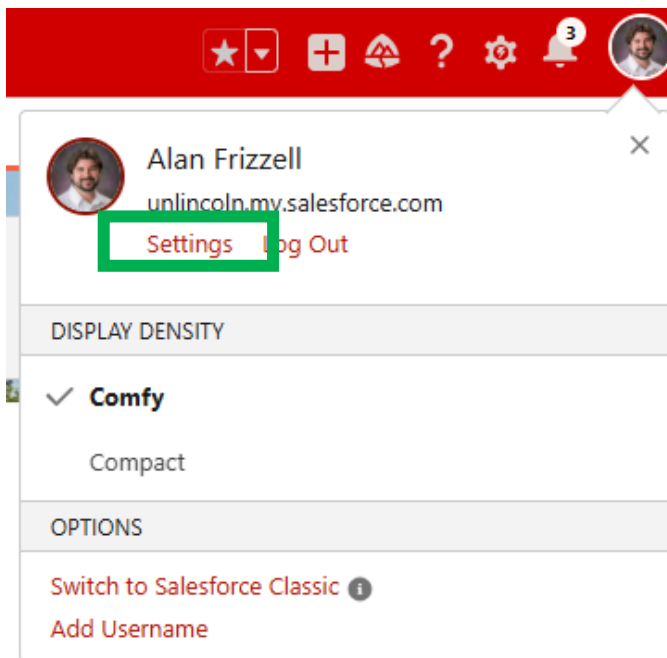 3
Alan Frizzell
unlincoln.my.salesforce.com
Settings Log Out
DISPLAY DENSITY
Comfy
Compact
OPTIONS
Switch to Salesforce Classic
Add Username